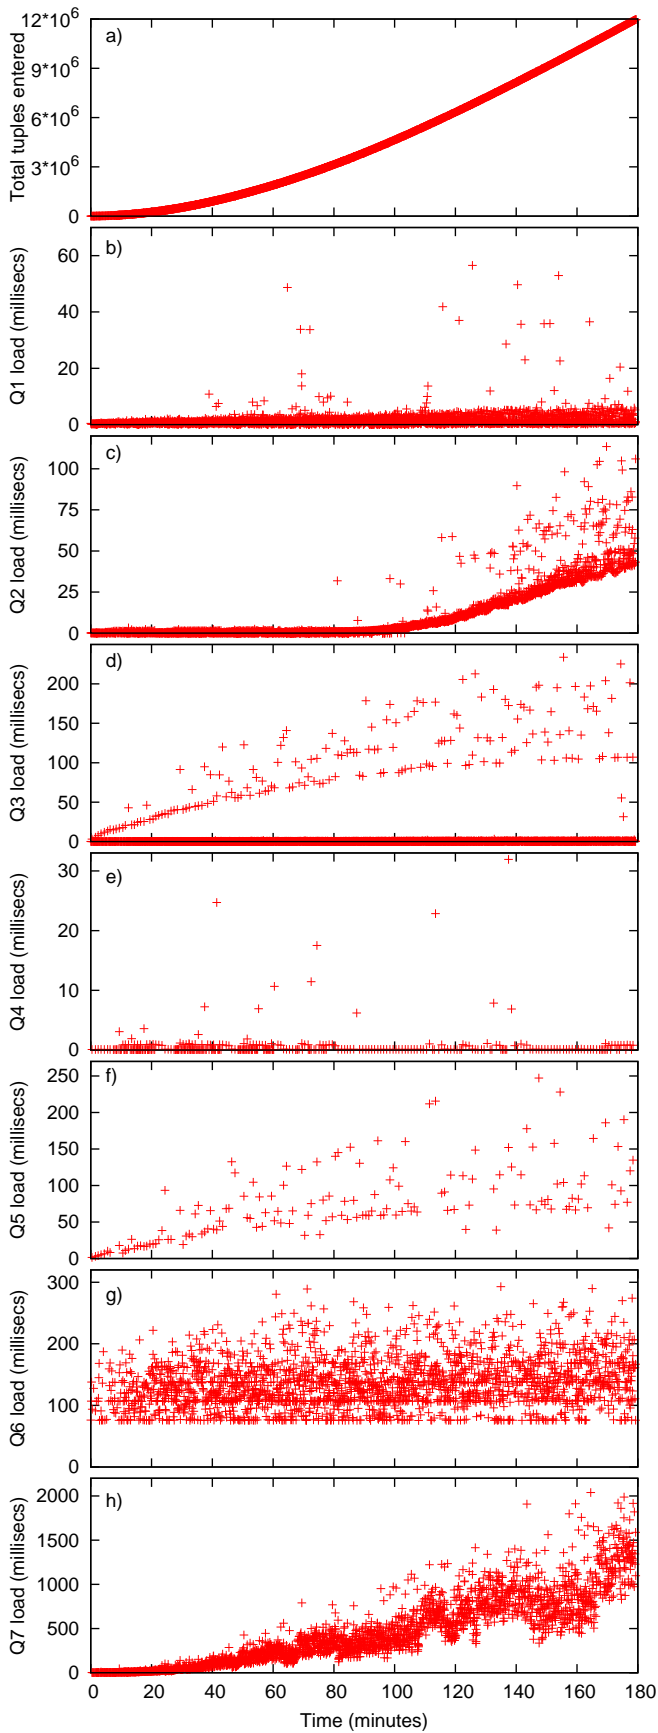 a)
Total tuples entered
12*10^6
9*10^6
6*10^6
3*10^6
0
b)
Q1 load (millisecs)
60
40
20
0
c)
Q2 load (millisecs)
100
75
50
25
0
d)
Q3 load (millisecs)
200
150
100
50
0
e)
Q4 load (millisecs)
30
20
10
0
f)
Q5 load (millisecs)
250
200
150
100
50
0
g)
Q6 load (millisecs)
300
200
100
0
h)
Q7 load (millisecs)
2000
1500
1000
500
0
0 20 40 60 80 100 120 140 160 180
Time (minutes)